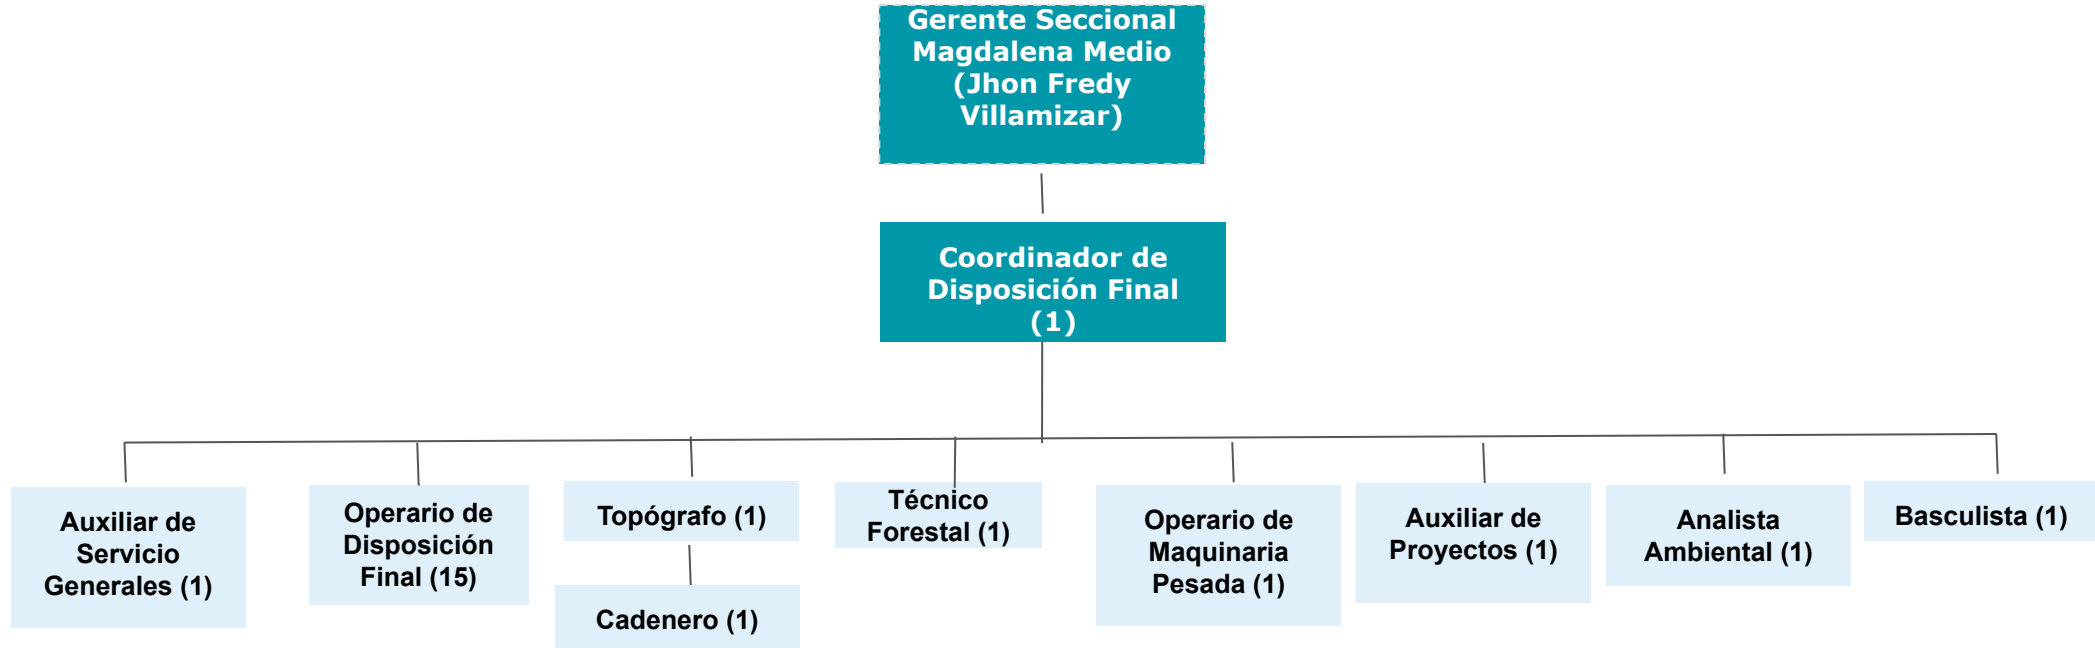 Gerente Seccional
Magdalena Medio
(Jhon Fredy
Villamizar)
Coordinador de
Disposición Final
(1)
Auxiliar de
Servicio
Generales (1)
Operario de
Disposición
Final (15)
Topógrafo (1)
Cadenero (1)
Técnico
Forestal (1)
Operario de
Maquinaria
Pesada (1)
Auxiliar de
Proyectos (1)
Analista
Ambiental (1)
Basculista (1)